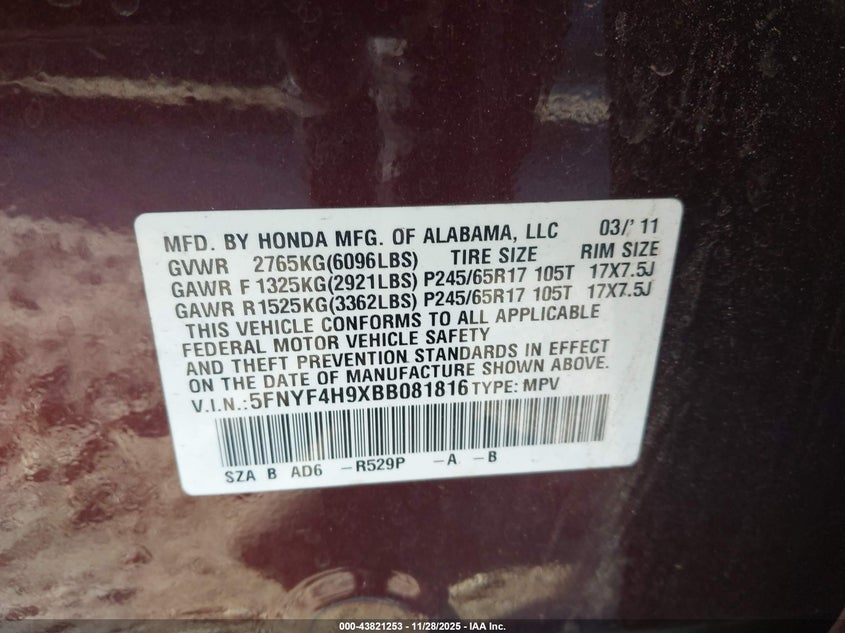 MFD. BY HONDA MFG. OF ALABAMA, LLC 03/' 11
GVWR 2765KG(6096LBS) TIRE SIZE RIM SIZE
GAWR F 1325KG(2921LBS) P245/65R17 105T 17X7.5J
GAWR R 1525KG(3362LBS) P245/65R17 105T 17X7.5J
THIS VEHICLE CONFORMS TO ALL APPLICABLE
FEDERAL MOTOR VEHICLE SAFETY
AND THEFT PREVENTION STANDARDS IN EFFECT
ON THE DATE OF MANUFACTURE SHOWN ABOVE.
V.I.N.:5FNYF4H9XBB081816 TYPE: MPV
SZA B AD6 -R529P -A -B
000-43821253 - 11/28/2025 - IAA Inc.